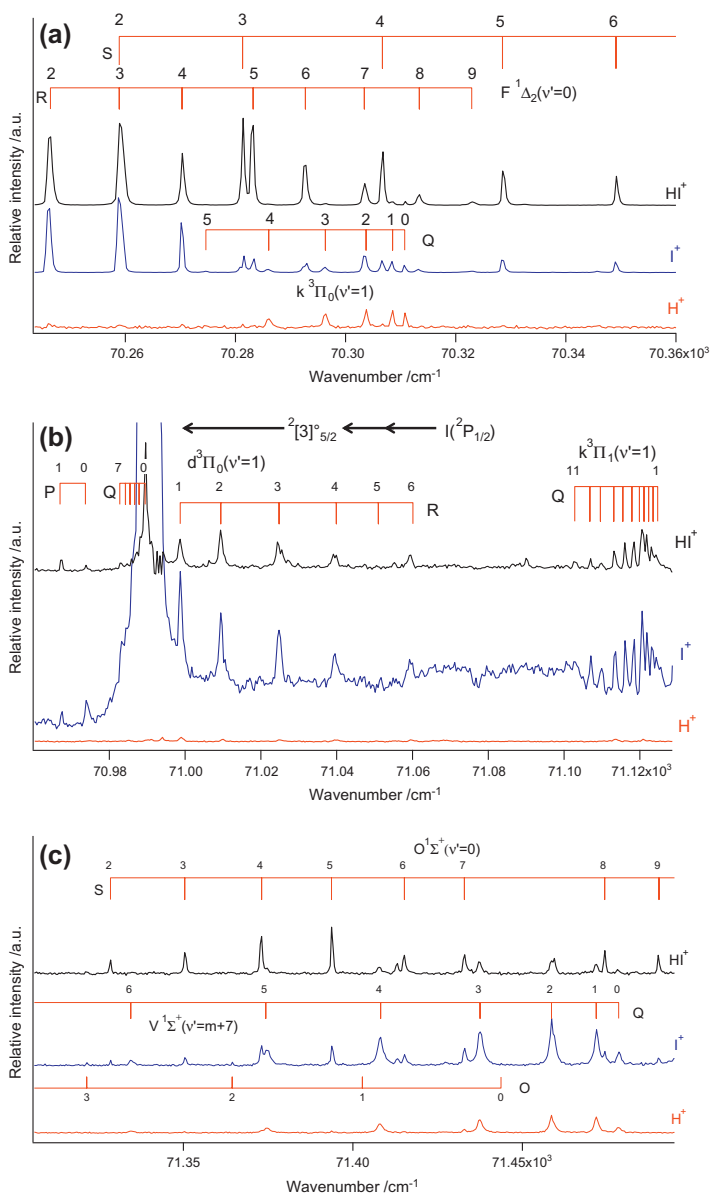 (a)
2 3 4 5 6
S
2 3 4 5 6 7 8 9
R
F ¹Δ₂(ν'=0)
HI⁺
5 4 3 2 1 0
Q
I⁺
k ³Π₀(ν'=1)
H⁺
Relative intensity /a.u.
70.26 70.28 70.30 70.32 70.34 70.36x10³
Wavenumber /cm⁻¹
(b)
²[3]°₅/₂ I(²P₁/₂)
d³Π₀(ν'=1) k³Π₁(ν'=1)
1 0 7 0 1 2 3 4 5 6 11 1
P Q R Q
HI⁺
I⁺
H⁺
Relative intensity /a.u.
70.98 71.00 71.02 71.04 71.06 71.08 71.10 71.12x10³
Wavenumber /cm⁻¹
(c)
O¹Σ⁺(ν'=0)
2 3 4 5 6 7 8 9
S
HI⁺
6 5 4 3 2 1 0
Q
V ¹Σ⁺(ν'=m+7)
I⁺
3 2 1 0
O
H⁺
Relative intensity /a.u.
71.35 71.40 71.45x10³
Wavenumber /cm⁻¹